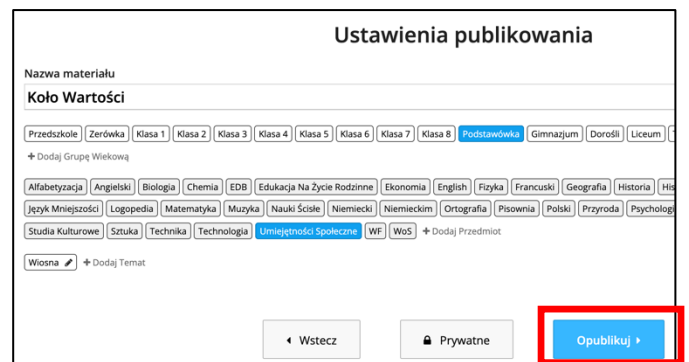 Ustawienia publikowania
Nazwa materiału
Koło Wartości
Przedszkole Zerówka Klasa 1 Klasa 2 Klasa 3 Klasa 4 Klasa 5 Klasa 6 Klasa 7 Klasa 8 Podstawówka Gimnazjum Dorośli Liceum
+ Dodaj Grupę Wiekową
Alfabetyzacja Angielski Biologia Chemia EDB Edukacja Na Życie Rodzinne Ekonomia English Fizyka Francuski Geografia Historia His
Język Mniejszości Logopedia Matematyka Muzyka Nauki Ścisłe Niemiecki Niemieckim Ortografia Pisownia Polski Przyroda Psychologi
Studia Kulturowe Sztuka Technika Technologia Umiejętności Społeczne WF WoS + Dodaj Przedmiot
Wiosna + Dodaj Temat
Wstecz Prywatne Opublikuj